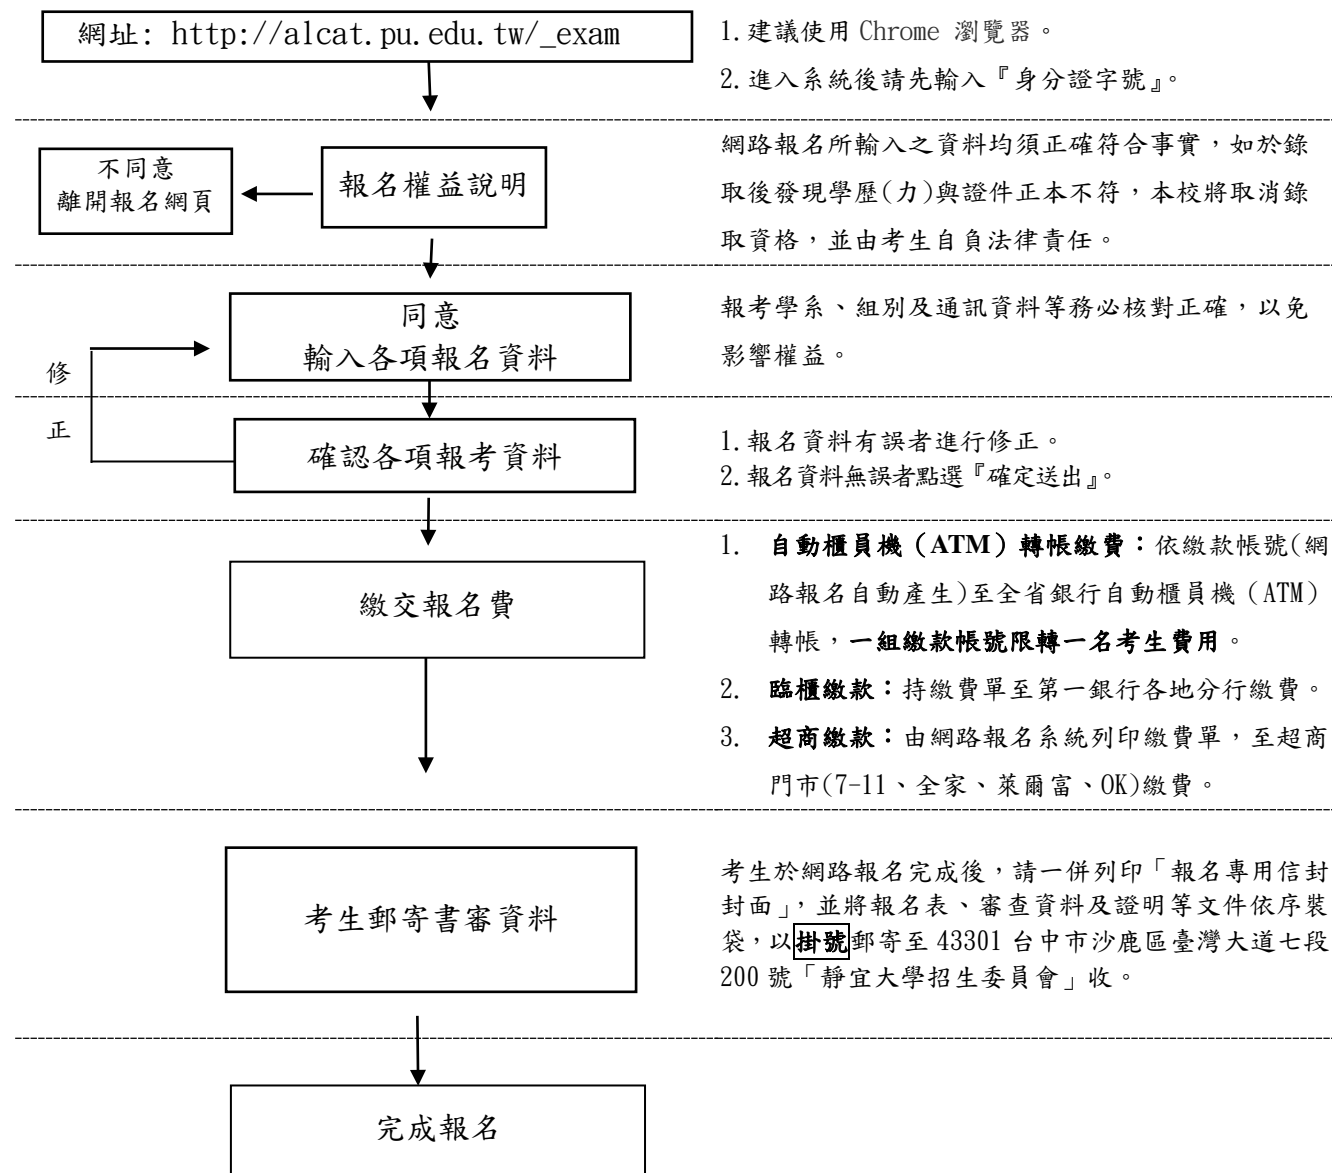 網址: http://alcat.pu.edu.tw/_exam
1.建議使用 Chrome 瀏覽器。
2.進入系統後請先輸入『身分證字號』。
不同意
離開報名網頁
報名權益說明
網路報名所輸入之資料均須正確符合事實，如於錄
取後發現學歷(力)與證件正本不符，本校將取消錄
取資格，並由考生自負法律責任。
同意
輸入各項報名資料
報考學系、組別及通訊資料等務必核對正確，以免
影響權益。
修
正
確認各項報考資料
1.報名資料有誤者進行修正。
2.報名資料無誤者點選『確定送出』。
繳交報名費
1. 自動櫃員機（ATM）轉帳繳費：依繳款帳號(網
路報名自動產生)至全省銀行自動櫃員機（ATM）
轉帳，一組繳款帳號限轉一名考生費用。
2. 臨櫃繳款：持繳費單至第一銀行各地分行繳費。
3. 超商繳款：由網路報名系統列印繳費單，至超商
門市(7-11、全家、萊爾富、OK)繳費。
考生郵寄書審資料
考生於網路報名完成後，請一併列印「報名專用信封
封面」，並將報名表、審查資料及證明等文件依序裝
袋，以掛號郵寄至 43301 台中市沙鹿區臺灣大道七段
200 號「靜宜大學招生委員會」收。
完成報名